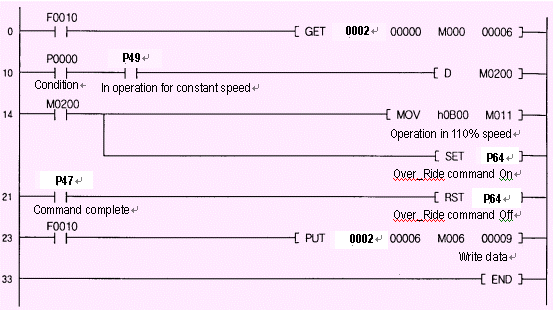 F0010
0 [ GET 0002 00000 M000 00006 ]
P0000 P49
10 [ D M0200 ]
Condition In operation for constant speed
M0200
14 [ MOV h0B00 M011 ]
Operation in 110% speed
[ SET P64 ]
Over_Ride command On
P47
21 [ RST P64 ]
Command complete Over_Ride command Off
F0010
23 [ PUT 0002 00006 M006 00009 ]
Write data
33 [ END ]